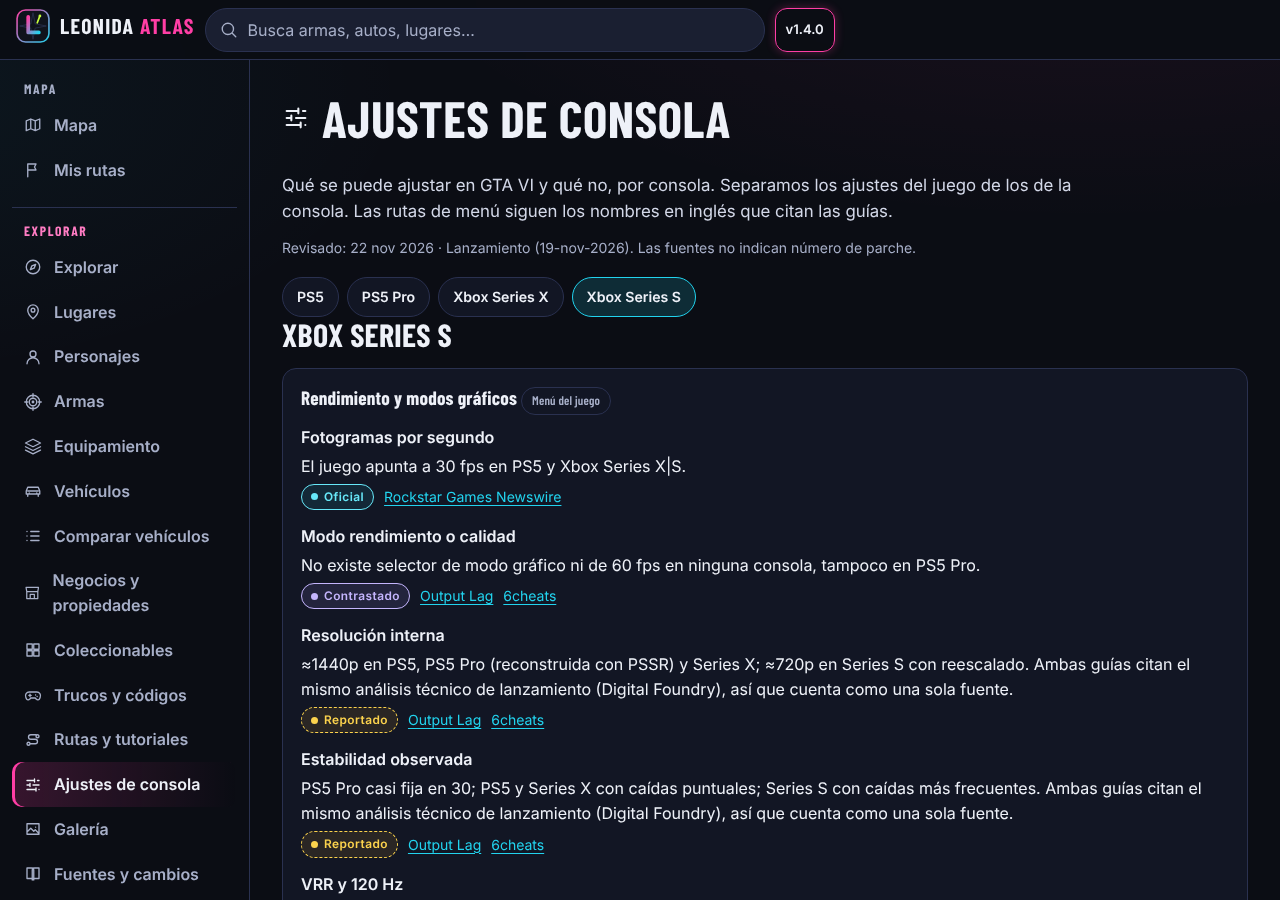 LEONIDA ATLAS
Busca armas, autos, lugares...
v1.4.0
MAPA
Mapa
Mis rutas
EXPLORAR
Explorar
Lugares
Personajes
Armas
Equipamiento
Vehículos
Comparar vehículos
Negocios y
propiedades
Coleccionables
Trucos y códigos
Rutas y tutoriales
Ajustes de consola
Galería
Fuentes y cambios
AJUSTES DE CONSOLA
Qué se puede ajustar en GTA VI y qué no, por consola. Separamos los ajustes del juego de los de la
consola. Las rutas de menú siguen los nombres en inglés que citan las guías.
Revisado: 22 nov 2026 · Lanzamiento (19-nov-2026). Las fuentes no indican número de parche.
PS5
PS5 Pro
Xbox Series X
Xbox Series S
XBOX SERIES S
Rendimiento y modos gráficos Menú del juego
Fotogramas por segundo
El juego apunta a 30 fps en PS5 y Xbox Series X|S.
Oficial Rockstar Games Newswire
Modo rendimiento o calidad
No existe selector de modo gráfico ni de 60 fps en ninguna consola, tampoco en PS5 Pro.
Contrastado Output Lag 6cheats
Resolución interna
≈1440p en PS5, PS5 Pro (reconstruida con PSSR) y Series X; ≈720p en Series S con reescalado. Ambas guías citan el
mismo análisis técnico de lanzamiento (Digital Foundry), así que cuenta como una sola fuente.
Reportado Output Lag 6cheats
Estabilidad observada
PS5 Pro casi fija en 30; PS5 y Series X con caídas puntuales; Series S con caídas más frecuentes. Ambas guías citan el
mismo análisis técnico de lanzamiento (Digital Foundry), así que cuenta como una sola fuente.
Reportado Output Lag 6cheats
VRR y 120 Hz